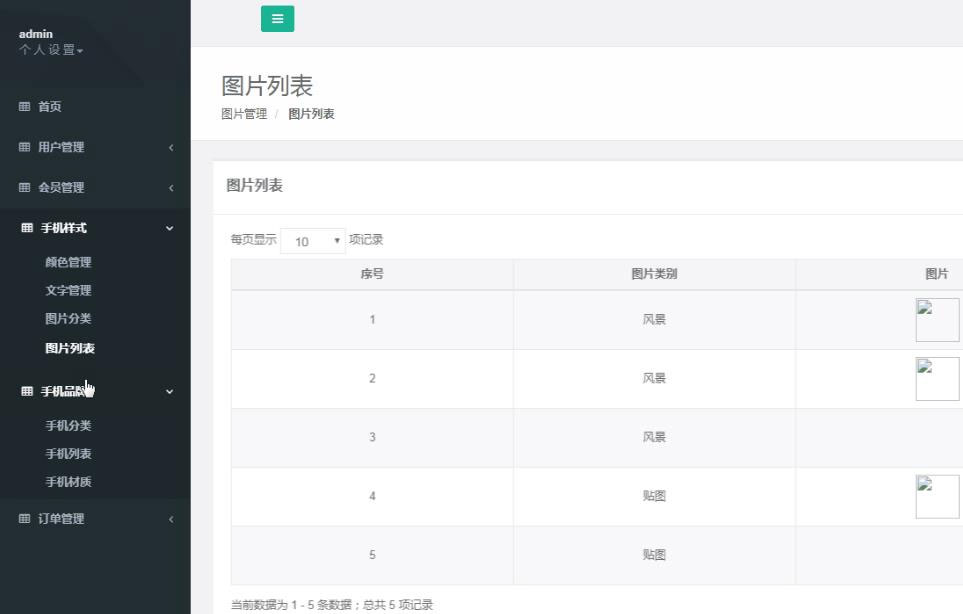 admin
个人设置
首页
用户管理
会员管理
手机样式
颜色管理
文字管理
图片分类
图片列表
手机品牌
手机分类
手机列表
手机材质
订单管理
图片列表
图片管理 / 图片列表
图片列表
每页显示 10 项记录
序号 图片类别 图片
1 风景
2 风景
3 风景
4 贴图
5 贴图
当前数据为 1 - 5 条数据；总共 5 项记录